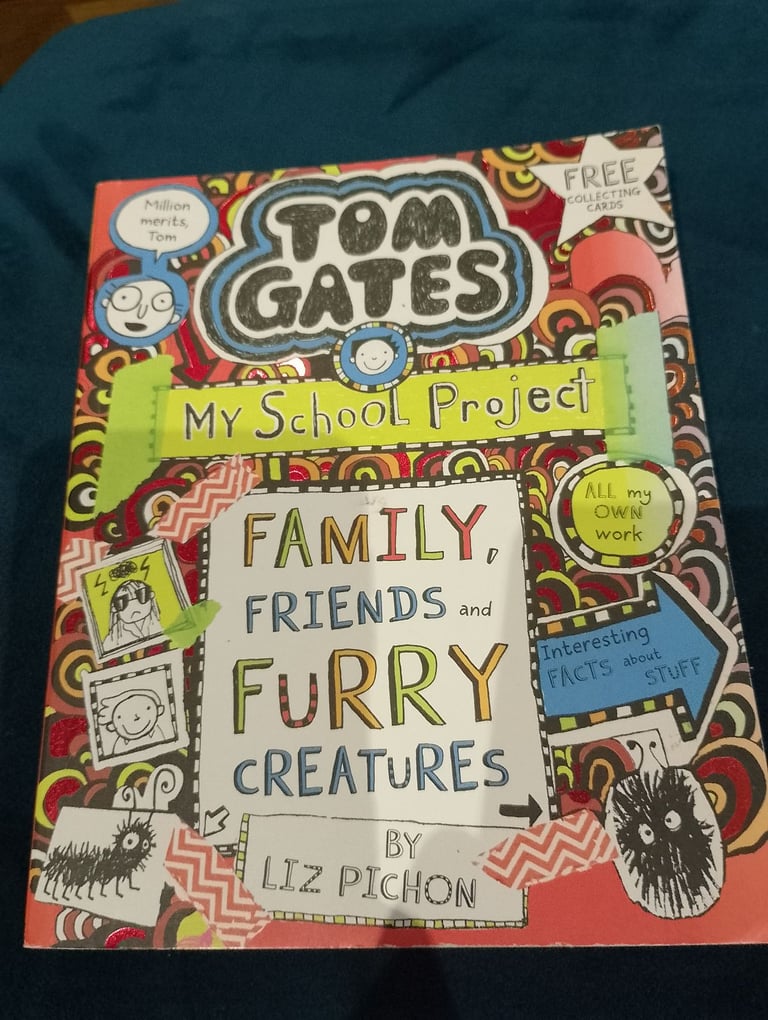 Million
merits,
Tom
TOM
GATES
FREE
COLLECTING
CARDS
My School Project
FAMILY,
FRIENDS and
FURRY
CREATURES
ALL my
OWN
work
Interesting
FACTS about
STUFF
BY
LIZ PICHON